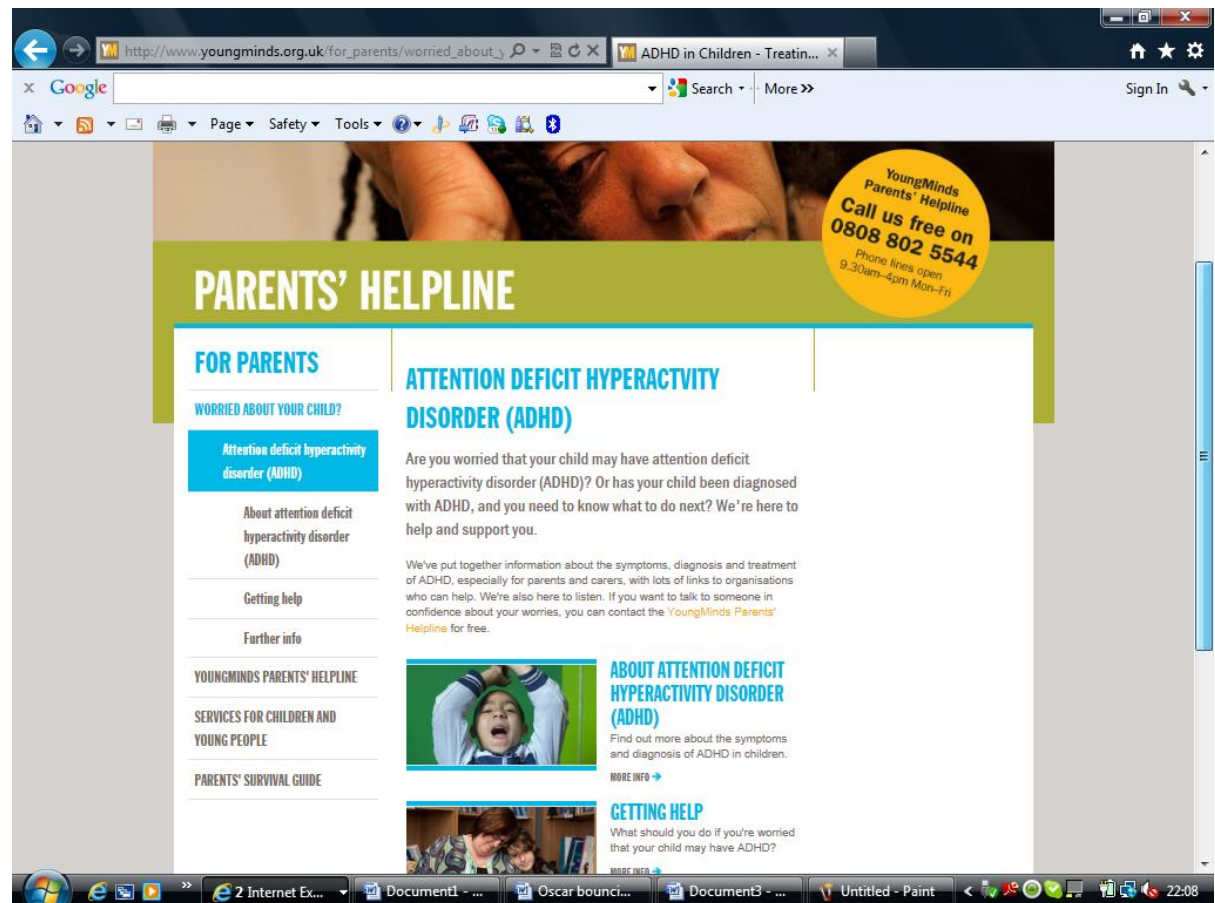 http://www.youngminds.org.uk/for_parents/worried_about_y
ADHD in Children - Treatin...
x Google
Search
More >>
Sign In
Page
Safety
Tools
YoungMinds
Parents' Helpline
Call us free on
0808 802 5544
Phone lines open
9.30am–4pm Mon–Fri
PARENTS' HELPLINE
FOR PARENTS
WORRIED ABOUT YOUR CHILD?
Attention deficit hyperactivity
disorder (ADHD)
About attention deficit
hyperactivity disorder
(ADHD)
Getting help
Further info
YOUNGMINDS PARENTS' HELPLINE
SERVICES FOR CHILDREN AND
YOUNG PEOPLE
PARENTS' SURVIVAL GUIDE
ATTENTION DEFICIT HYPERACTVITY
DISORDER (ADHD)
Are you worried that your child may have attention deficit
hyperactivity disorder (ADHD)? Or has your child been diagnosed
with ADHD, and you need to know what to do next? We're here to
help and support you.
We've put together information about the symptoms, diagnosis and treatment
of ADHD, especially for parents and carers, with lots of links to organisations
who can help. We're also here to listen. If you want to talk to someone in
confidence about your worries, you can contact the YoungMinds Parents'
Helpline for free.
ABOUT ATTENTION DEFICIT
HYPERACTIVITY DISORDER
(ADHD)
Find out more about the symptoms
and diagnosis of ADHD in children.
MORE INFO
GETTING HELP
What should you do if you're worried
that your child may have ADHD?
MORE INFO
2 Internet Ex...
Document1 - ...
Oscar bounci...
Document3 - ...
Untitled - Paint
22:08